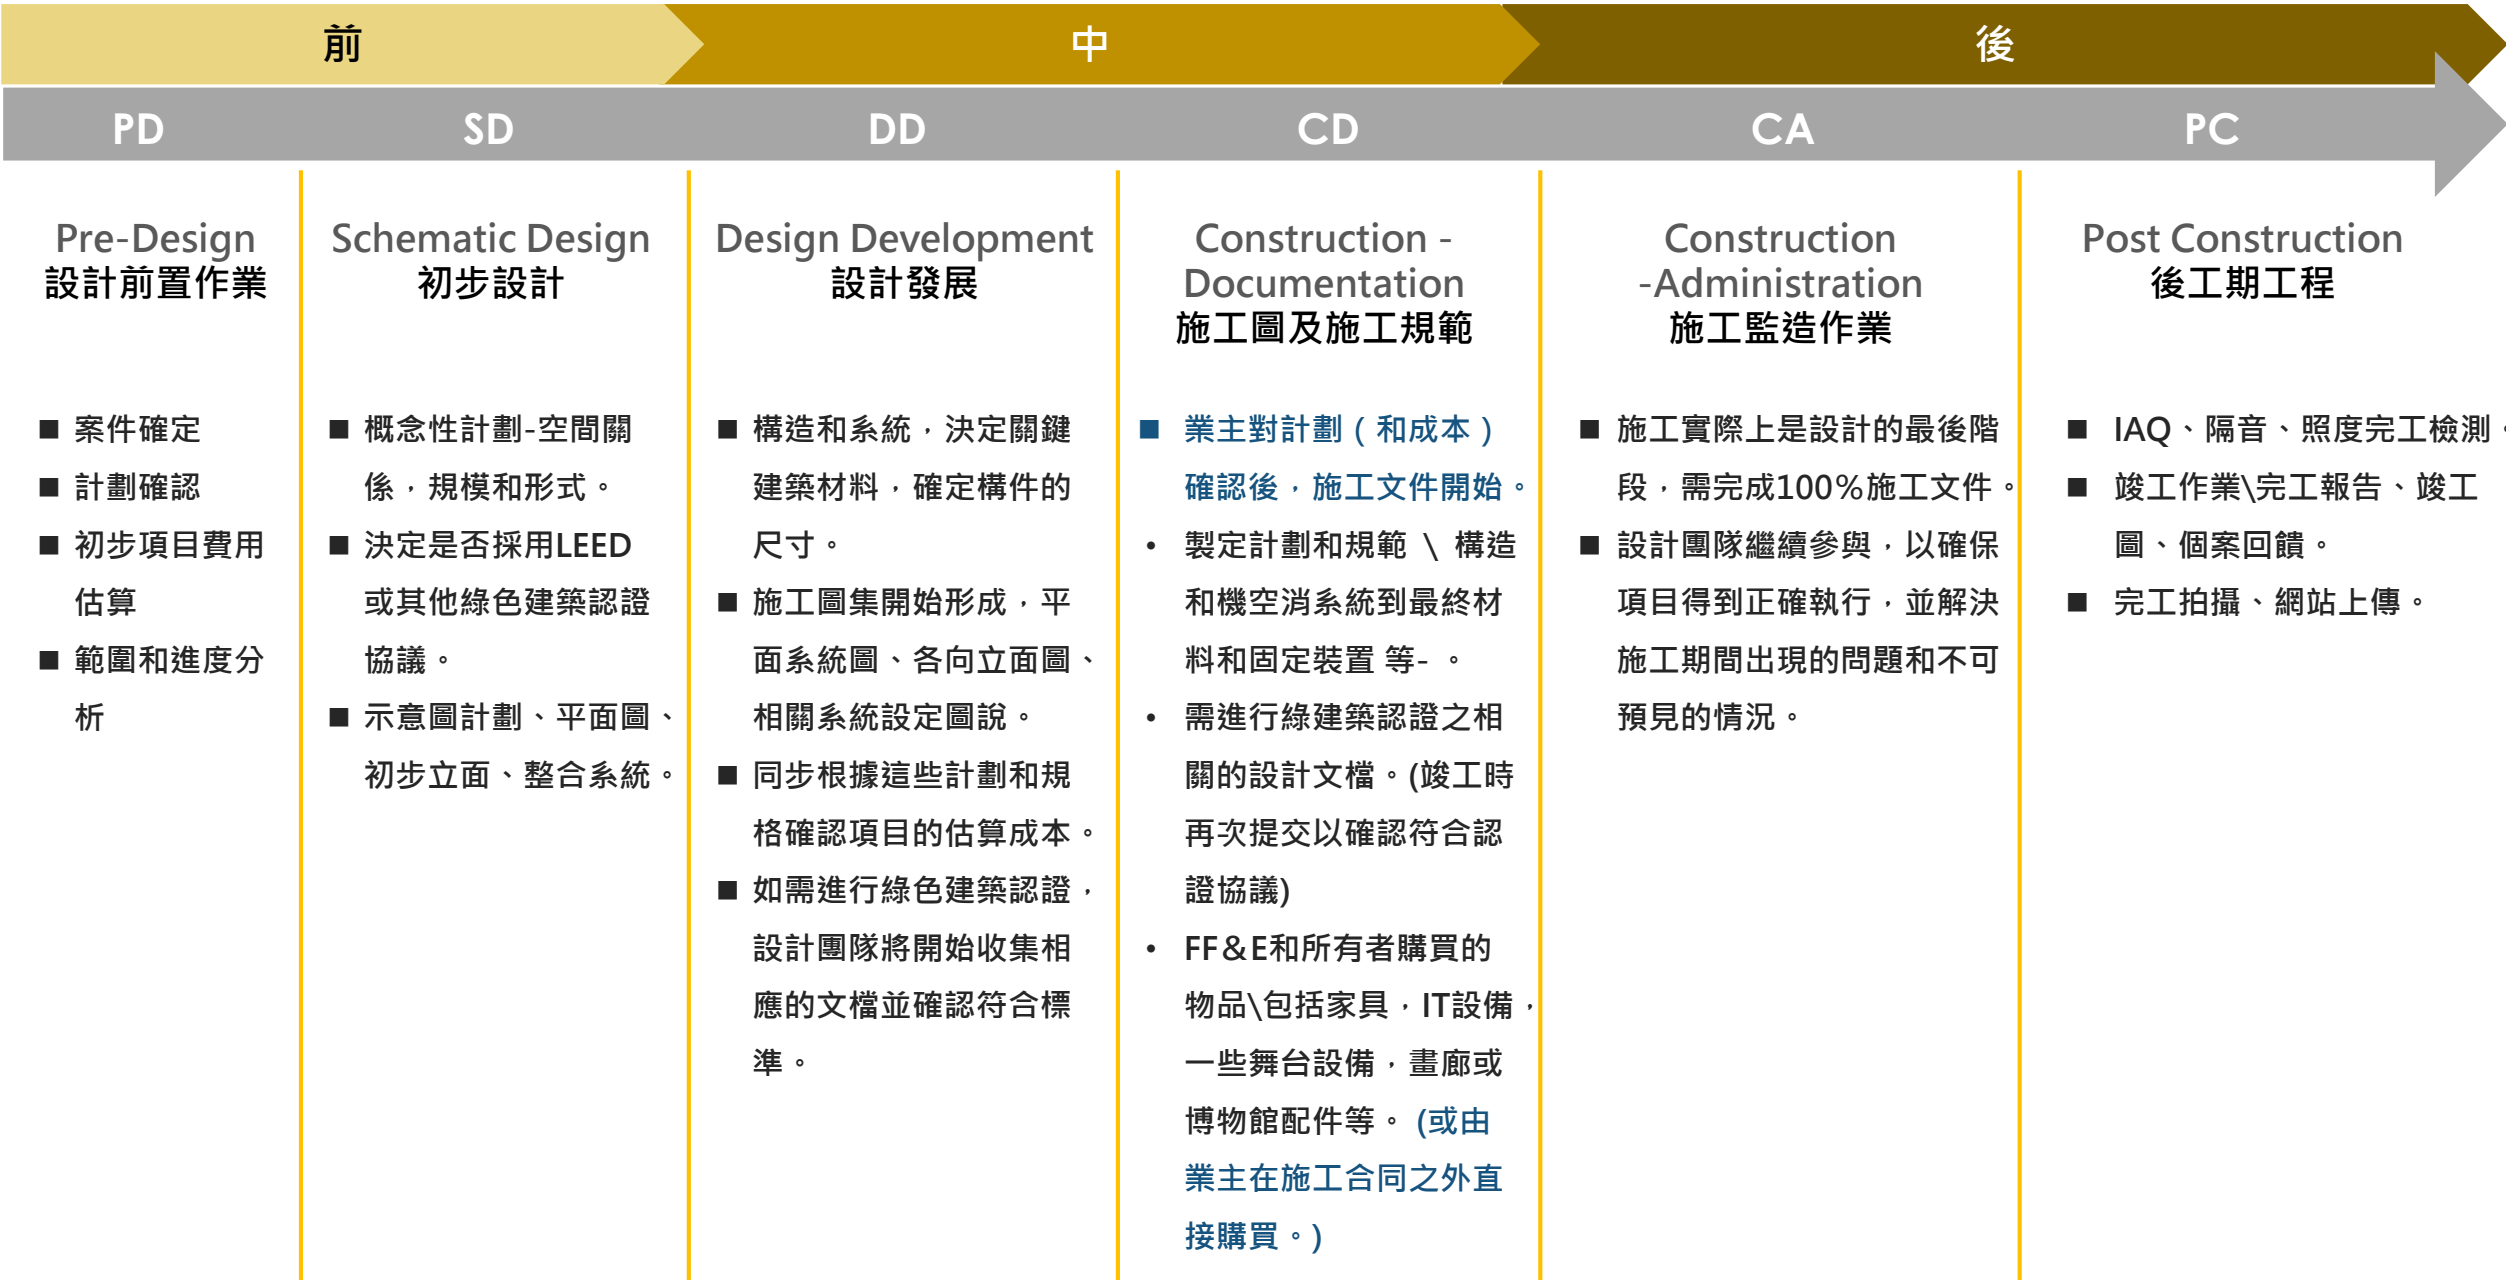 前
中
後
PD
SD
DD
CD
CA
PC
Pre-Design
設計前置作業
■ 案件確定
■ 計劃確認
■ 初步項目費用
估算
■ 範圍和進度分
析
Schematic Design
初步設計
■ 概念性計劃-空間關
係，規模和形式。
■ 決定是否採用LEED
或其他綠色建築認證
協議。
■ 示意圖計劃、平面圖、
初步立面、整合系統。
Design Development
設計發展
■ 構造和系統，決定關鍵
建築材料，確定構件的
尺寸。
■ 施工圖集開始形成，平
面系統圖、各向立面圖、
相關系統設定圖說。
■ 同步根據這些計劃和規
格確認項目的估算成本。
■ 如需進行綠色建築認證，
設計團隊將開始收集相
應的文檔並確認符合標
準。
Construction -
Documentation
施工圖及施工規範
■ 業主對計劃（和成本）
確認後，施工文件開始。
• 製定計劃和規範 \ 構造
和機空消系統到最終材
料和固定裝置 等- 。
• 需進行綠建築認證之相
關的設計文檔。(竣工時
再次提交以確認符合認
證協議)
• FF&E和所有者購買的
物品\包括家具，IT設備，
一些舞台設備，畫廊或
博物館配件等。(或由
業主在施工合同之外直
接購買。)
Construction
-Administration
施工監造作業
■ 施工實際上是設計的最後階
段，需完成100%施工文件。
■ 設計團隊繼續參與，以確保
項目得到正確執行，並解決
施工期間出現的問題和不可
預見的情況。
Post Construction
後工期工程
■ IAQ、隔音、照度完工檢測。
■ 竣工作業\完工報告、竣工
圖、個案回饋。
■ 完工拍攝、網站上傳。